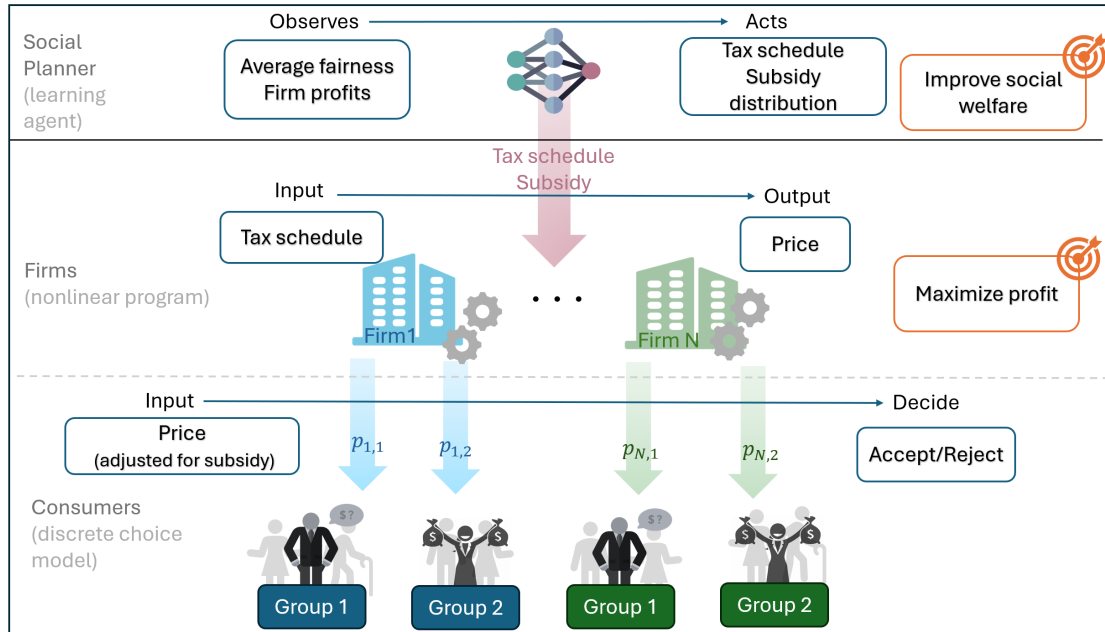 Observes
Acts
Social
Planner
(learning
agent)
Average fairness
Firm profits
Tax schedule
Subsidy
distribution
Improve social
welfare
Tax schedule
Subsidy
Input
Output
Tax schedule
Price
Firms
(nonlinear program)
Maximize profit
Firm1
. . .
Firm N
Input
Decide
Price
(adjusted for subsidy)
Accept/Reject
p1,1
p1,2
pN,1
pN,2
Consumers
(discrete choice
model)
$ ?
$
$
$ ?
$
$
Group 1
Group 2
Group 1
Group 2